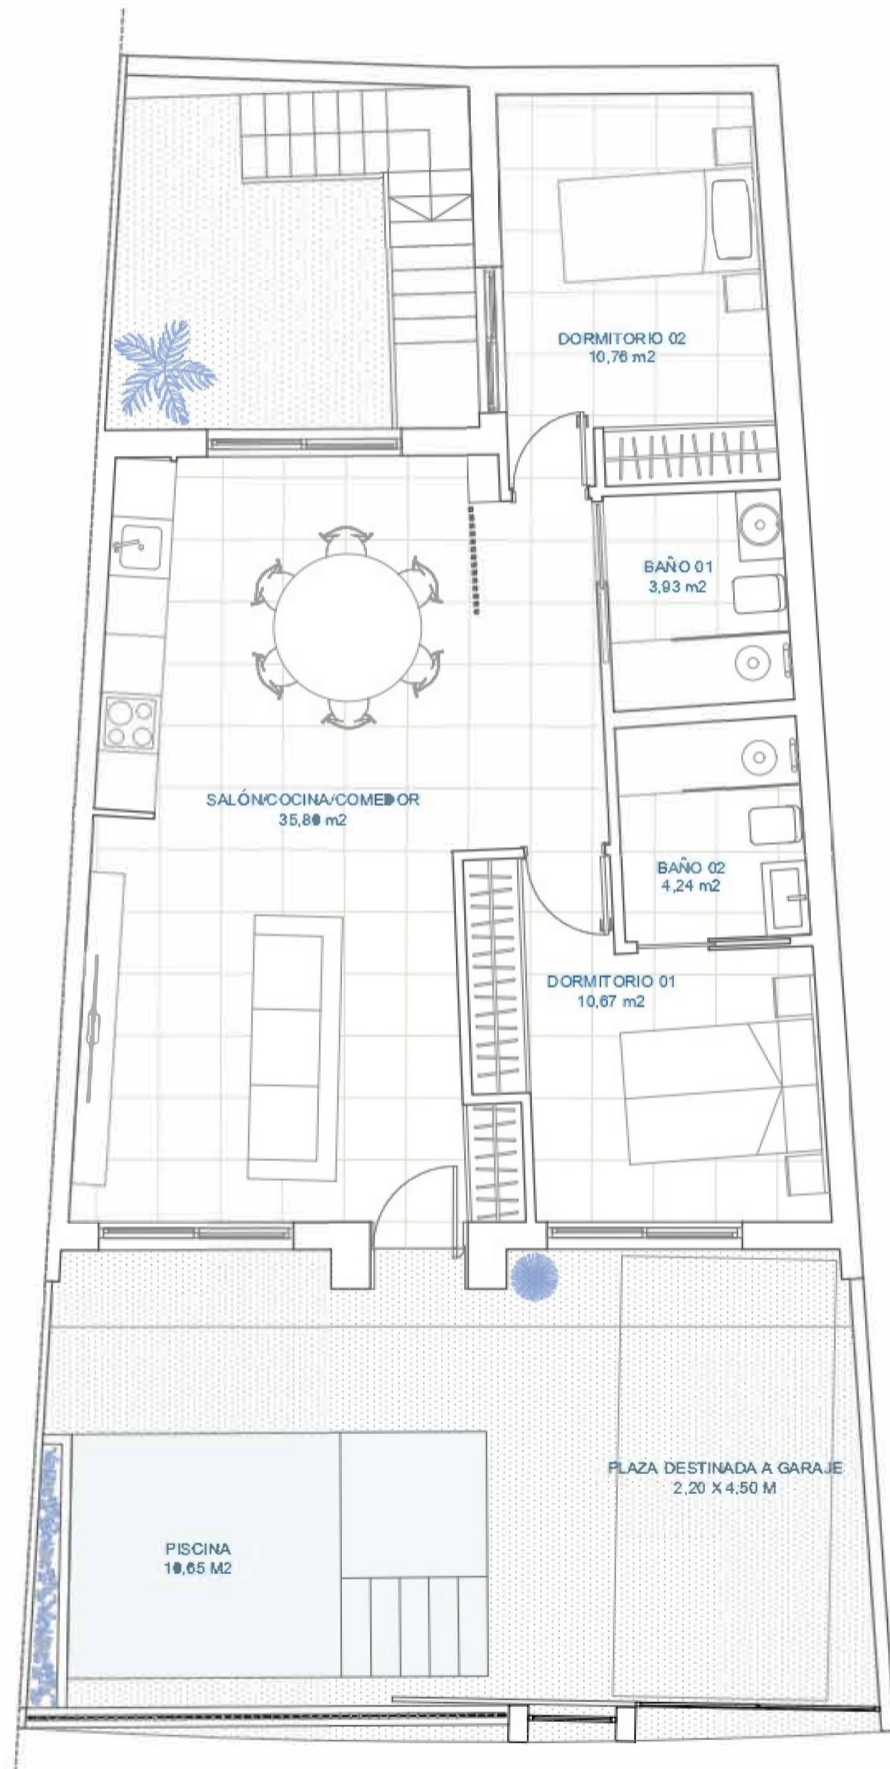 DORMITORIO 02
10,76 m2
BAÑO 01
3,93 m2
SALÓN/COCINA/COMEDOR
35,80 m2
BAÑO 02
4,24 m2
DORMITORIO 01
10,67 m2
PLAZA DESTINADA A GARAJE
2,20 X 4,50 M
PISCINA
10,65 M2